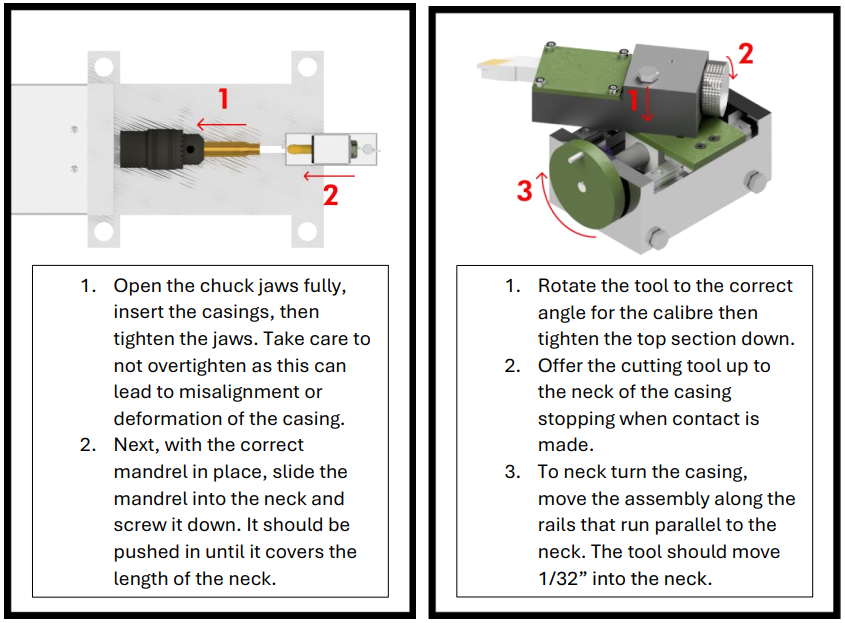 1
2
1. Open the chuck jaws fully,
insert the casings, then
tighten the jaws. Take care to
not overtighten as this can
lead to misalignment or
deformation of the casing.
2. Next, with the correct
mandrel in place, slide the
mandrel into the neck and
screw it down. It should be
pushed in until it covers the
length of the neck.
2
1
3
1. Rotate the tool to the correct
angle for the calibre then
tighten the top section down.
2. Offer the cutting tool up to
the neck of the casing
stopping when contact is
made.
3. To neck turn the casing,
move the assembly along the
rails that run parallel to the
neck. The tool should move
1/32” into the neck.